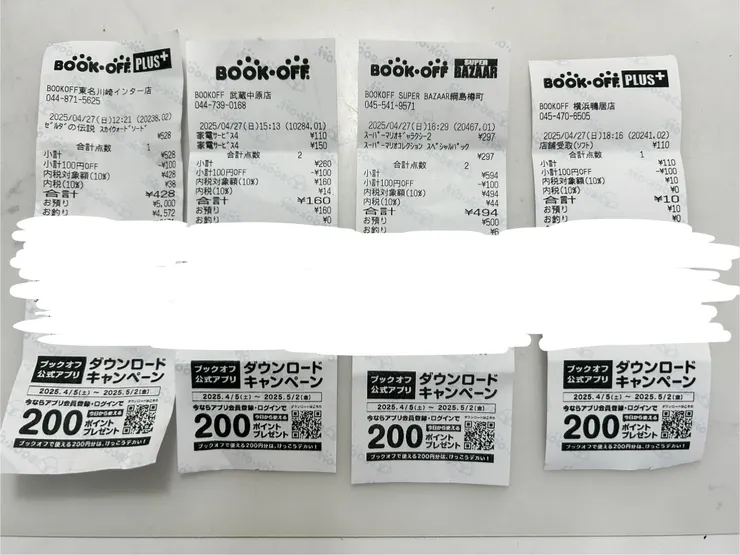 BOOK•OFF PLUS+
BOOKOFF東名川崎インター店
044-871-5625
2025/04/27(日)12:21 (20238.02)
ゼルダの伝説 スカイウォードソード
¥528
合計点数 1
小計 ¥528
小計100円OFF -¥100
内税対象額(10%) ¥428
内税(10%) ¥38
合計 ¥428
お預り ¥5,000
お釣り ¥4,572
ブックオフ公式アプリ
ダウンロードキャンペーン
2025.4/5(土) ~ 2025.5/2(金)
今ならアプリ会員登録・ログインで
200 今日から使える ポイントプレゼント
ブックオフで使える200円分は、けっこうデカい!
BOOK•OFF
BOOKOFF 武蔵中原店
044-739-0168
2025/04/27(日)15:13 (10284.01)
家電サービス4 ¥110
家電サービス4 ¥150
合計点数 2
小計 ¥260
小計100円OFF -¥100
内税対象額(10%) ¥160
内税(10%) ¥14
合計 ¥160
お預り ¥160
お釣り ¥0
ブックオフ公式アプリ
ダウンロードキャンペーン
2025.4/5(土) ~ 2025.5/2(金)
今ならアプリ会員登録・ログインで
200 今日から使える ポイントプレゼント
ブックオフで使える200円分は、けっこうデカい!
BOOK•OFF SUPER BAZAAR
BOOKOFF SUPER BAZAAR綱島樽町
045-541-9571
2025/04/27(日)16:29 (20467.01)
スーパーマリオギャラクシー2 ¥297
スーパーマリオコレクション スペシャルパック
¥297
合計点数 2
小計 ¥594
小計100円OFF -¥100
内税対象額(10%) ¥494
内税(10%) ¥44
合計 ¥494
お預り ¥500
お釣り ¥6
ブックオフ公式アプリ
ダウンロードキャンペーン
2025.4/5(土) ~ 2025.5/2(金)
今ならアプリ会員登録・ログインで
200 今日から使える ポイントプレゼント
ブックオフで使える200円分は、けっこうデカい!
BOOK•OFF PLUS+
BOOKOFF 横浜鴨居店
045-470-6505
2025/04/27(日)18:16 (20241.02)
店舗受取(ソフト) ¥110
合計点数 1
小計 ¥110
小計100円OFF -¥100
内税対象額(10%) ¥10
内税(10%) ¥0
合計 ¥10
お預り ¥10
お釣り ¥0
ブックオフ公式アプリ
ダウンロードキャンペーン
2025.4/5(土) ~ 2025.5/2(金)
今ならアプリ会員登録・ログインで
200 今日から使える ポイントプレゼント
ブックオフで使える200円分は、けっこうデカい!